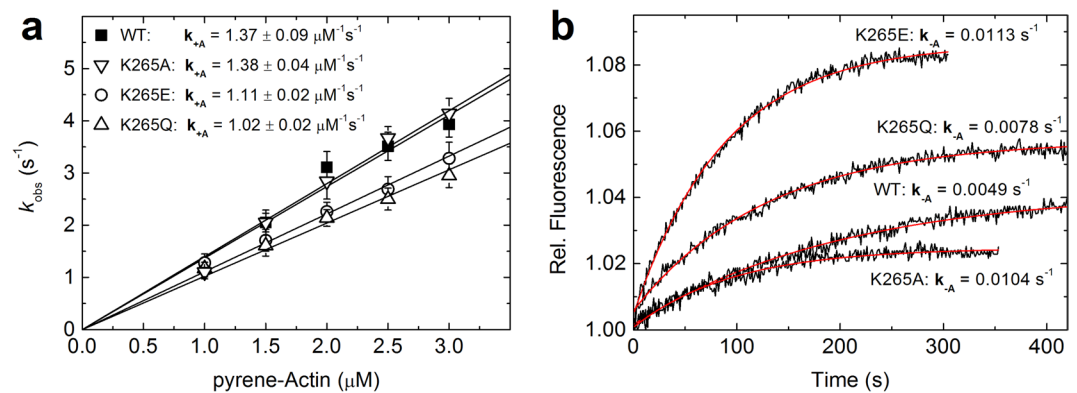 a
WT: k+A = 1.37 ± 0.09 μM⁻¹s⁻¹
K265A: k+A = 1.38 ± 0.04 μM⁻¹s⁻¹
K265E: k+A = 1.11 ± 0.02 μM⁻¹s⁻¹
K265Q: k+A = 1.02 ± 0.02 μM⁻¹s⁻¹
kobs (s⁻¹)
5
4
3
2
1
0
0.0 0.5 1.0 1.5 2.0 2.5 3.0
pyrene-Actin (μM)
b
K265E: k-A = 0.0113 s⁻¹
K265Q: k-A = 0.0078 s⁻¹
WT: k-A = 0.0049 s⁻¹
K265A: k-A = 0.0104 s⁻¹
Rel. Fluorescence
1.08
1.06
1.04
1.02
1.00
0 100 200 300 400
Time (s)